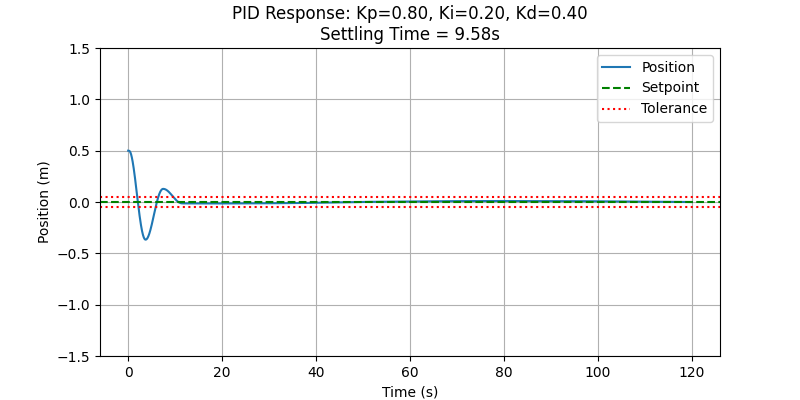 PID Response: Kp=0.80, Ki=0.20, Kd=0.40
Settling Time = 9.58s
1.5
1.0
0.5
0.0
−0.5
−1.0
−1.5
Position (m)
Position
Setpoint
Tolerance
0 20 40 60 80 100 120
Time (s)